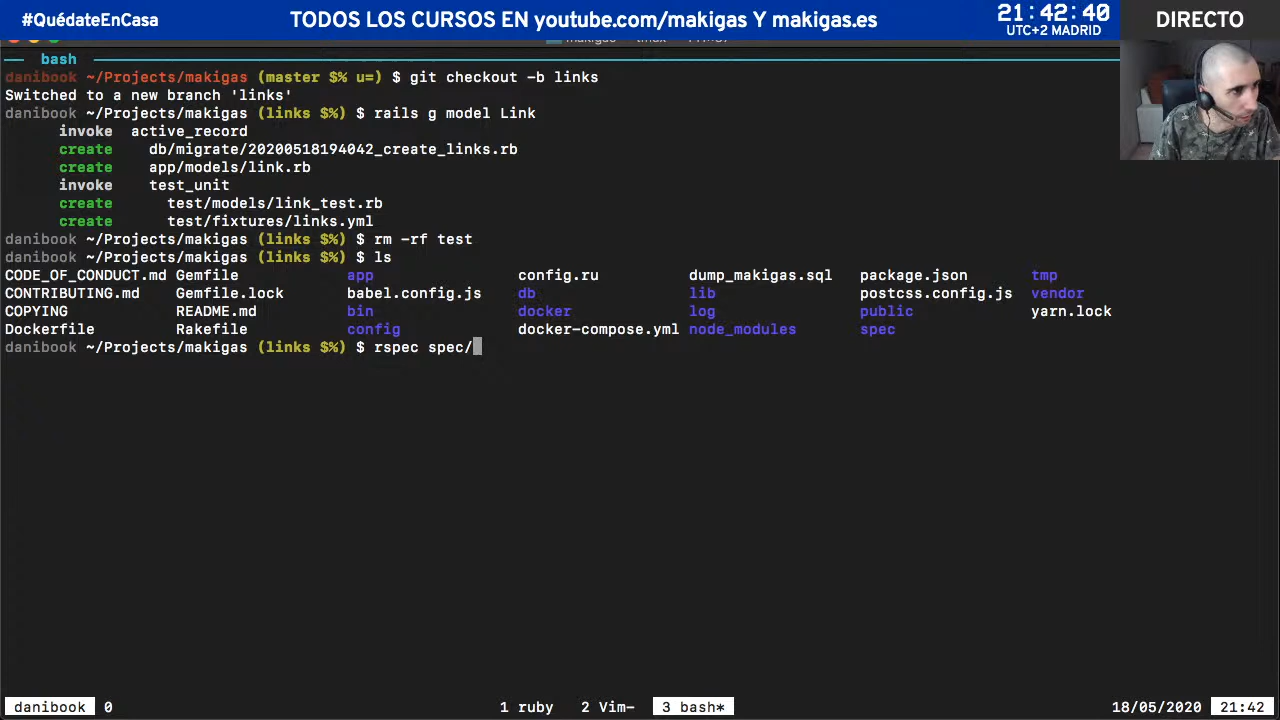 #QuédateEnCasa
TODOS LOS CURSOS EN youtube.com/makigas Y makigas.es
21:42:40
UTC+2 MADRID
DIRECTO
bash
danibook ~/Projects/makigas (master $% u=) $ git checkout -b links
Switched to a new branch 'links'
danibook ~/Projects/makigas (links $%) $ rails g model Link
invoke active_record
create db/migrate/20200518194042_create_links.rb
create app/models/link.rb
invoke test_unit
create test/models/link_test.rb
create test/fixtures/links.yml
danibook ~/Projects/makigas (links $%) $ rm -rf test
danibook ~/Projects/makigas (links $%) $ ls
CODE_OF_CONDUCT.md Gemfile app config.ru dump_makigas.sql package.json tmp
CONTRIBUTING.md Gemfile.lock babel.config.js db lib postcss.config.js vendor
COPYING README.md bin docker log public yarn.lock
Dockerfile Rakefile config docker-compose.yml node_modules spec
danibook ~/Projects/makigas (links $%) $ rspec spec/
danibook 0 1 ruby 2 Vim- 3 bash* 18/05/2020 21:42